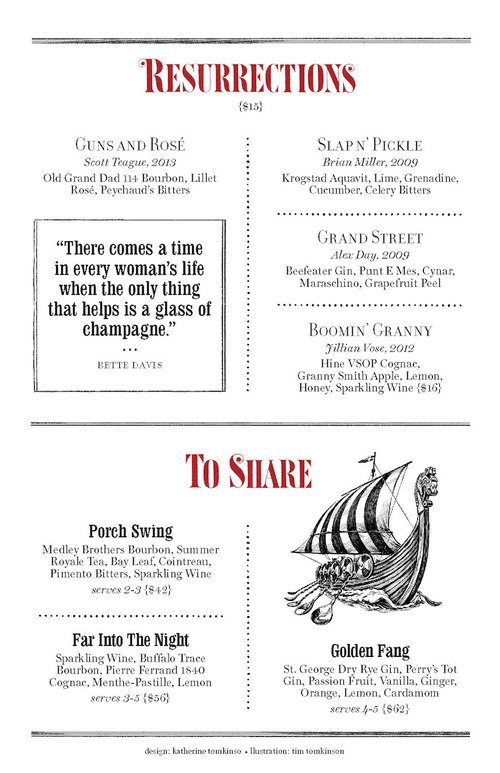 RESURRECTIONS
{$15}
GUNS AND ROSÉ
Scott Teague, 2013
Old Grand Dad 114 Bourbon, Lillet
Rosé, Peychaud's Bitters
“There comes a time
in every woman's life
when the only thing
that helps is a glass of
champagne.”
...
BETTE DAVIS
SLAP N' PICKLE
Brian Miller, 2009
Krogstad Aquavit, Lime, Grenadine,
Cucumber, Celery Bitters
GRAND STREET
Alex Day, 2009
Beefeater Gin, Punt E Mes, Cynar,
Maraschino, Grapefruit Peel
BOOMIN' GRANNY
Jillian Vose, 2012
Hine VSOP Cognac,
Granny Smith Apple, Lemon,
Honey, Sparkling Wine {$16}
TO SHARE
Porch Swing
Medley Brothers Bourbon, Summer
Royale Tea, Bay Leaf, Cointreau,
Pimento Bitters, Sparkling Wine
serves 2-3 {$42}
Far Into The Night
Sparkling Wine, Buffalo Trace
Bourbon, Pierre Ferrand 1840
Cognac, Menthe-Pastille, Lemon
serves 3-5 {$56}
Golden Fang
St. George Dry Rye Gin, Perry's Tot
Gin, Passion Fruit, Vanilla, Ginger,
Orange, Lemon, Cardamom
serves 4-5 {$62}
design: katherine tomkinso • llustration: tim tomkinson